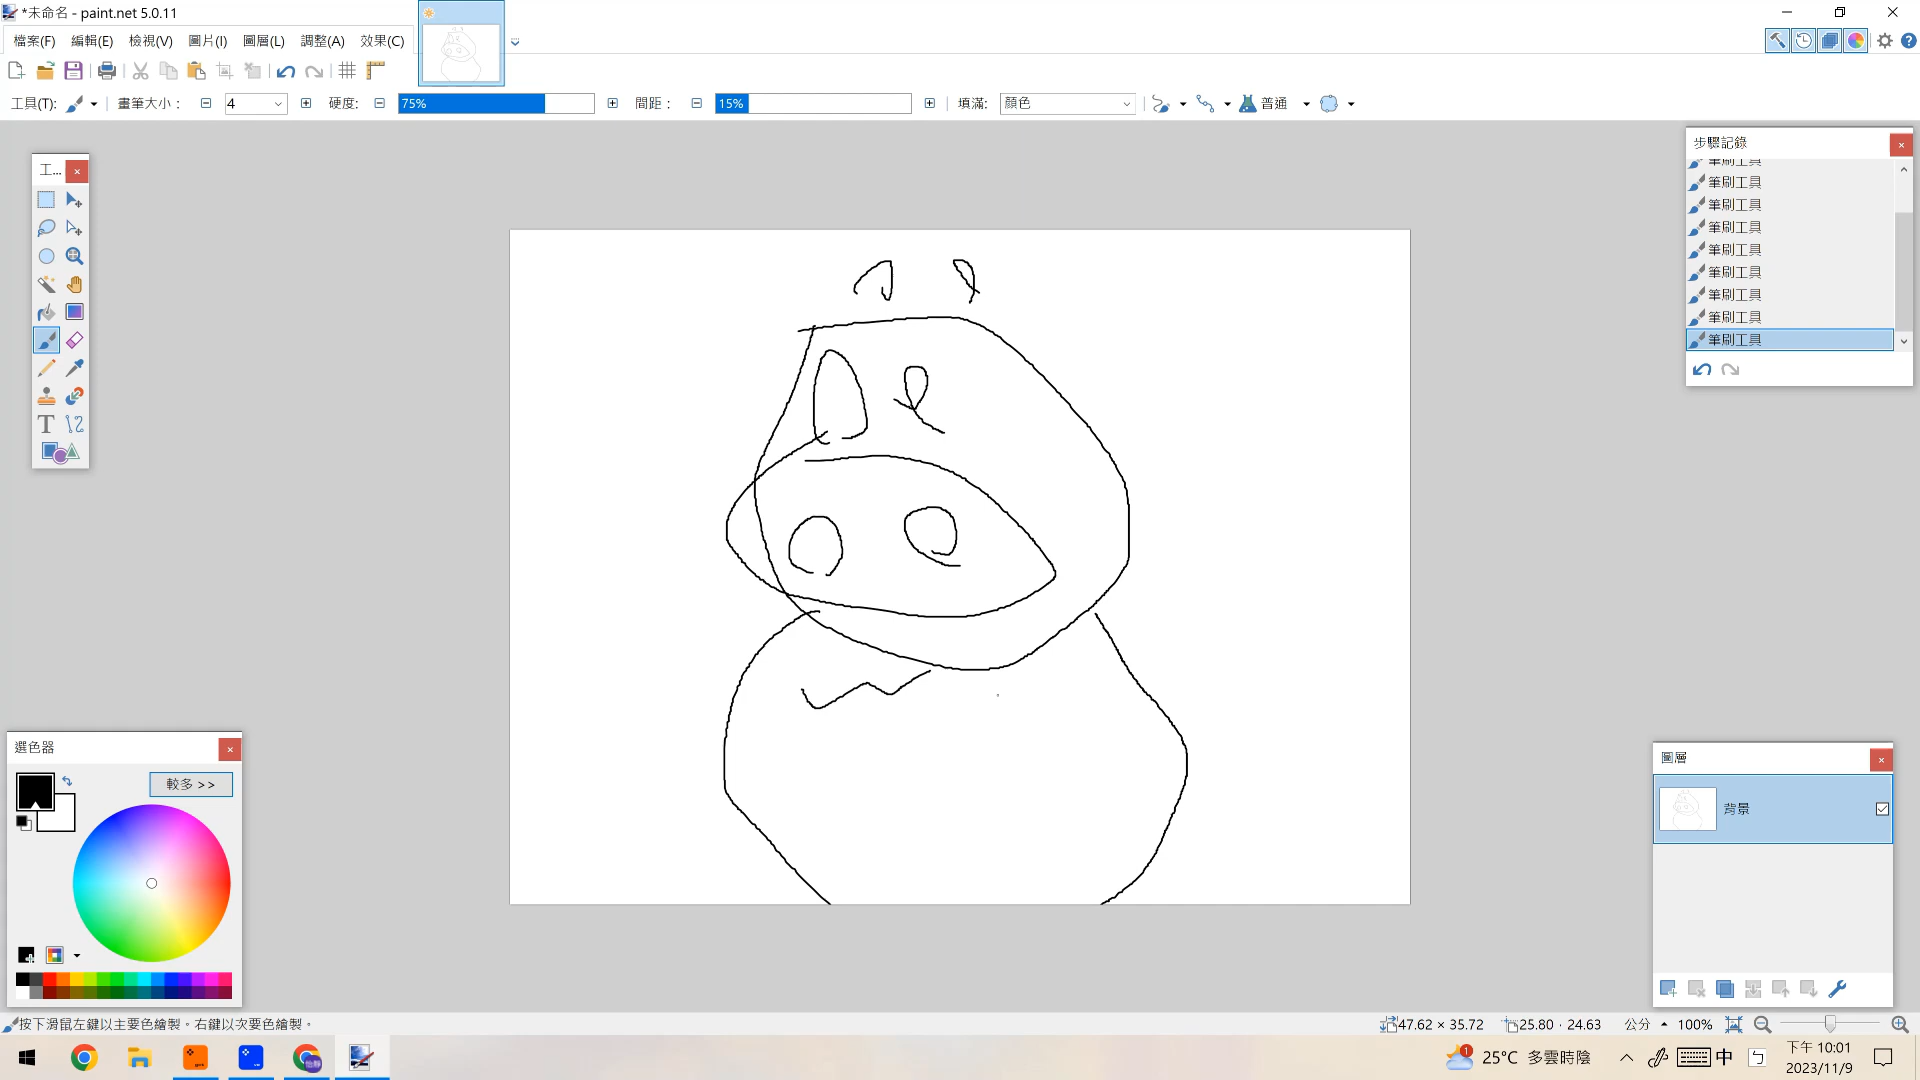 *未命名 - paint.net 5.0.11
檔案(F) 編輯(E) 檢視(V) 圖片(I) 圖層(L) 調整(A) 效果(C)
工具(T): 畫筆大小： 4 硬度： 75% 間距： 15% 填滿： 顏色 普通
工...
步驟記錄
筆刷工具
筆刷工具
筆刷工具
筆刷工具
筆刷工具
筆刷工具
筆刷工具
筆刷工具
筆刷工具
選色器
較多 >>
圖層
背景
按下滑鼠左鍵以主要色繪製。右鍵以次要色繪製。
47.62 × 35.72 25.80 · 24.63 公分 100%
1 25°C 多雲時陰 中 ㄅ 下午 10:01
2023/11/9